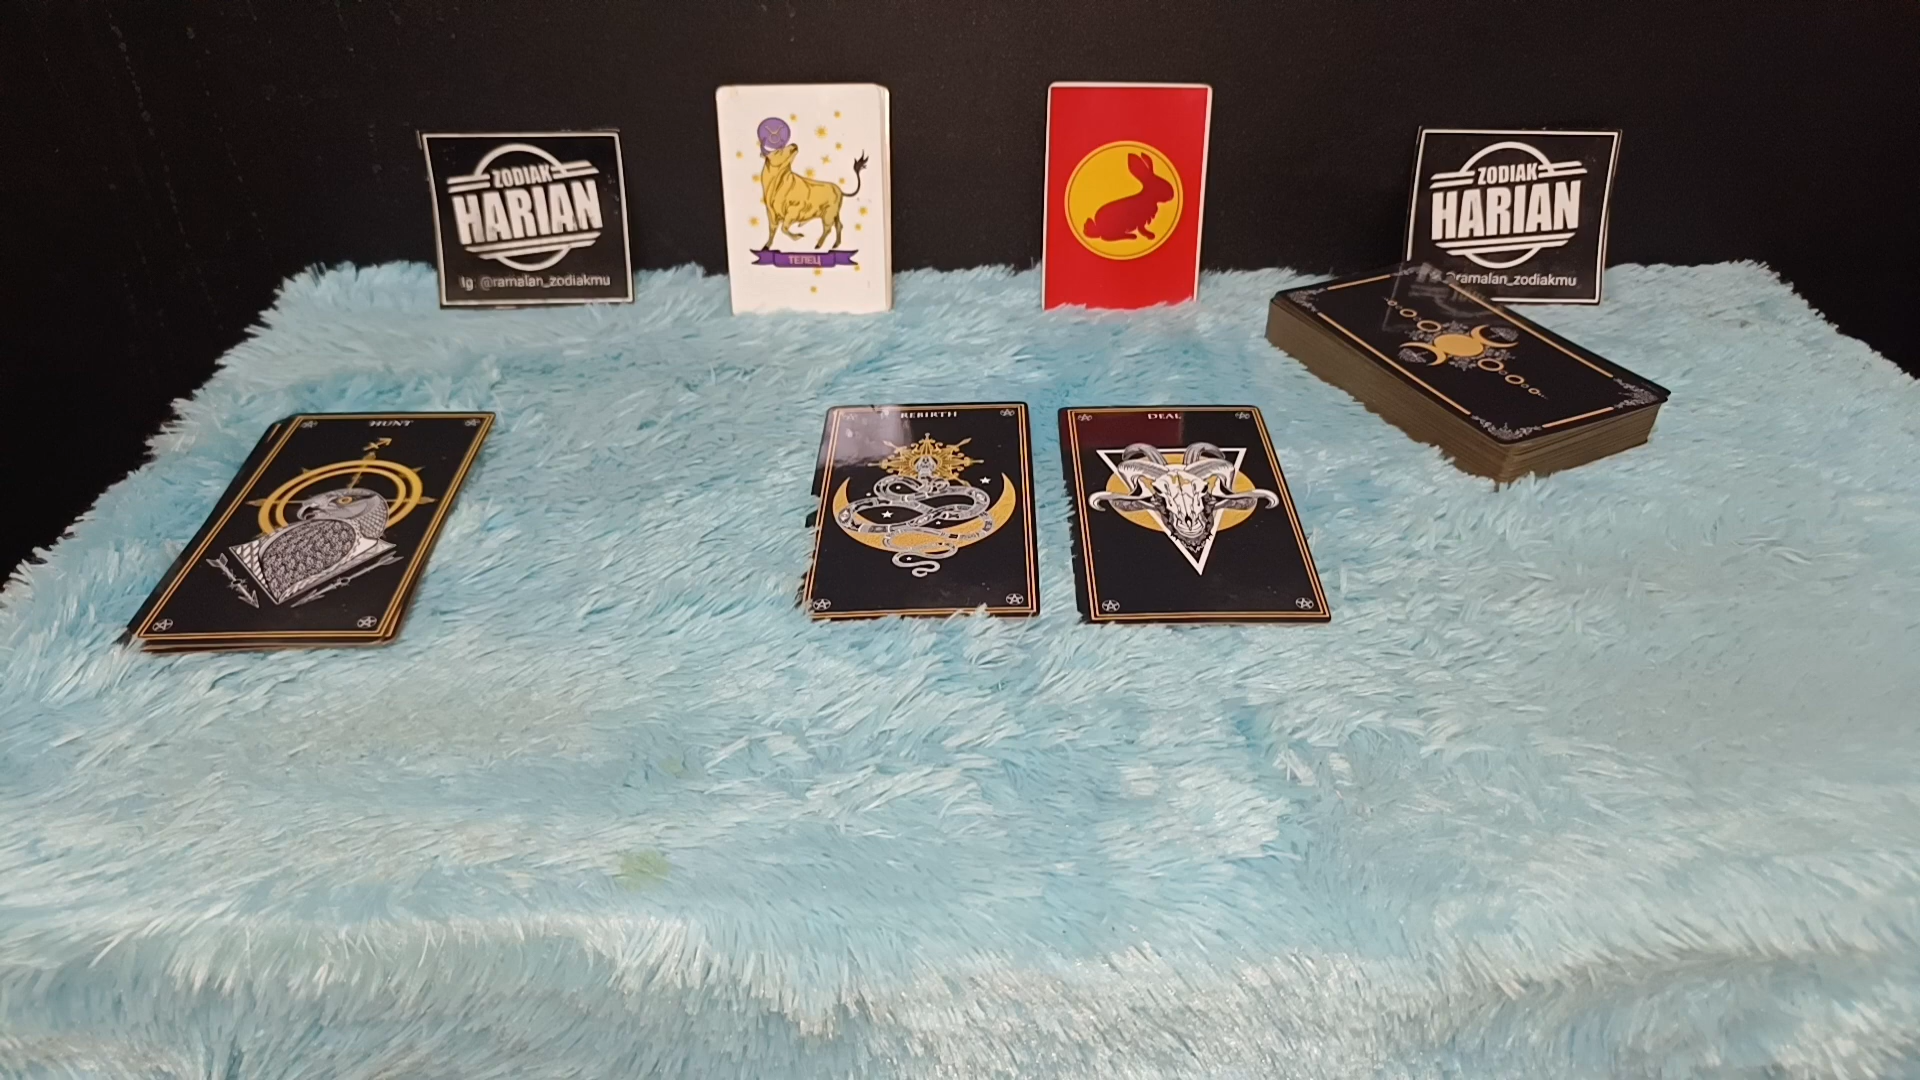 ZODIAK
HARIAN
Ig: @ramalan_zodiakmu
ТЕЛЕЦ
ZODIAK
HARIAN
@ramalan_zodiakmu
HUNT
REBIRTH
DEAL